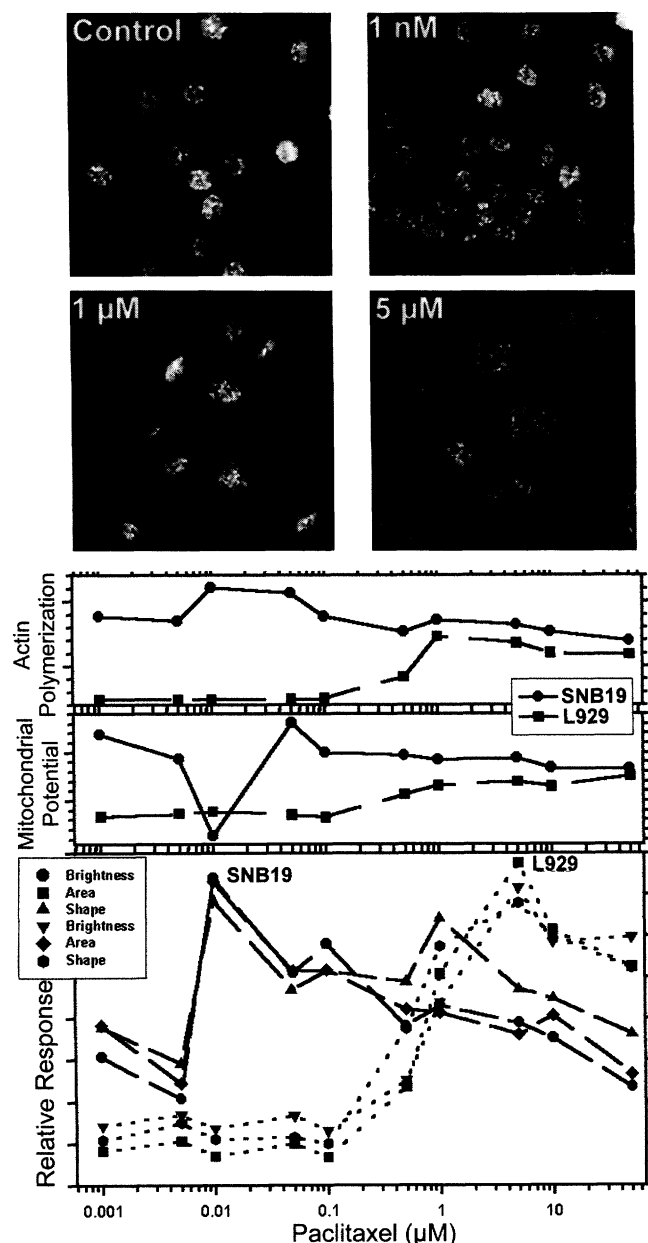 Control
1 nM
1 µM
5 µM
Actin
Polymerization
SNB19
L929
Mitochondrial
Potential
Brightness
Area
Shape
Brightness
Area
Shape
SNB19
L929
Relative Response
0.001
0.01
0.1
1
10
Paclitaxel (µM)